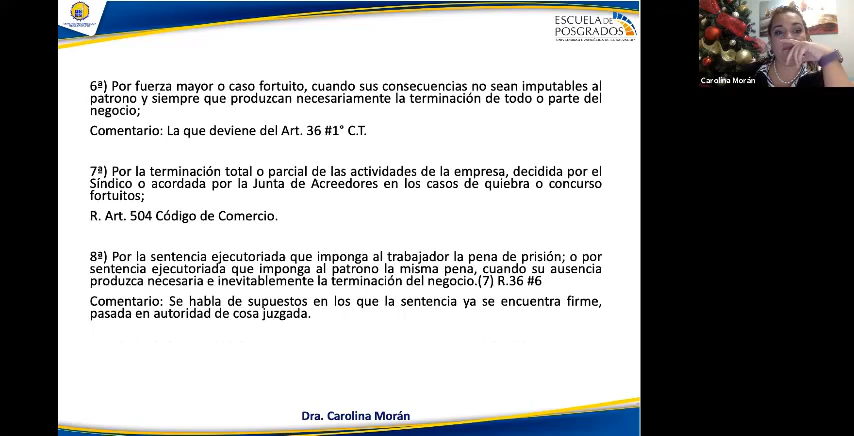 ESCUELA DE
POSGRADOS
Carolina Morán
6ª) Por fuerza mayor o caso fortuito, cuando sus consecuencias no sean imputables al
patrono y siempre que produzcan necesariamente la terminación de todo o parte del
negocio;
Comentario: La que deviene del Art. 36 #1° C.T.
7ª) Por la terminación total o parcial de las actividades de la empresa, decidida por el
Síndico o acordada por la Junta de Acreedores en los casos de quiebra o concurso
fortuitos;
R. Art. 504 Código de Comercio.
8ª) Por la sentencia ejecutoriada que imponga al trabajador la pena de prisión; o por
sentencia ejecutoriada que imponga al patrono la misma pena, cuando su ausencia
produzca necesaria e inevitablemente la terminación del negocio.(7) R.36 #6
Comentario: Se habla de supuestos en los que la sentencia ya se encuentra firme,
pasada en autoridad de cosa juzgada.
Dra. Carolina Morán